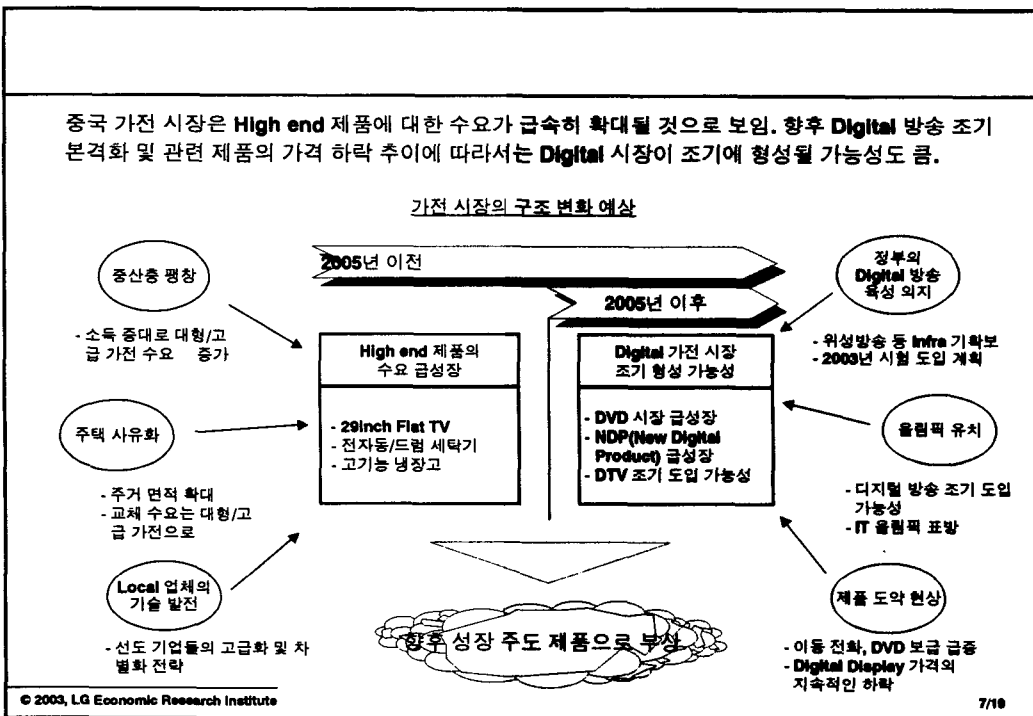 중국 가전 시장은 High end 제품에 대한 수요가 급속히 확대될 것으로 보임. 향후 Digital 방송 조기
본격화 및 관련 제품의 가격 하락 추이에 따라서는 Digital 시장이 조기에 형성될 가능성도 큼.
가전 시장의 구조 변화 예상
2005년 이전
2005년 이후
중산층 팽창
- 소득 증대로 대형/고
급 가전 수요 증가
주택 사유화
- 주거 면적 확대
- 교체 수요는 대형/고
급 가전으로
Local 업체의
기술 발전
- 선도 기업들의 고급화 및 차
별화 전략
High end 제품의
수요 급성장
- 29inch Flat TV
- 전자동/드럼 세탁기
- 고기능 냉장고
Digital 가전 시장
조기 형성 가능성
- DVD 시장 급성장
- NDP(New Digital
Product) 급성장
- DTV 조기 도입 가능성
정부의
Digital 방송
육성 의지
- 위성방송 등 Infra 기확보
- 2003년 시험 도입 계획
올림픽 유치
- 디지털 방송 조기 도입
가능성
- IT 올림픽 표방
제품 도약 현상
- 이동 전화, DVD 보급 급증
- Digital Display 가격의
지속적인 하락
향후 성장 주도 제품으로 부상
© 2003, LG Economic Research Institute
7/19